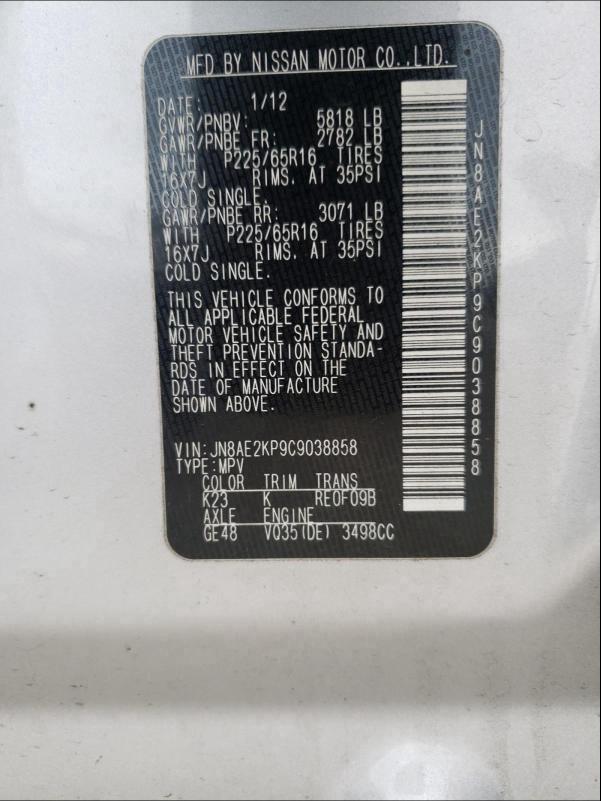 MFD BY NISSAN MOTOR CO.,LTD.
DATE: 1/12
GVWR/PNBV: 5818 LB
GAWR/PNBE FR: 2782 LB
WITH P225/65R16 TIRES
16X7J RIMS. AT 35PSI
COLD SINGLE.
GAWR/PNBE RR: 3071 LB
WITH P225/65R16 TIRES
16X7J. RIMS. AT 35PSI
COLD SINGLE.
THIS VEHICLE CONFORMS TO
ALL APPLICABLE FEDERAL
MOTOR VEHICLE SAFETY AND
THEFT PREVENTION STANDA-
RDS IN EFFECT ON THE
DATE OF MANUFACTURE
SHOWN ABOVE.
VIN:JN8AE2KP9C9038858
TYPE:MPV
COLOR TRIM TRANS
K23 K RE0F09B
AXLE ENGINE
GE48 VQ35(DE) 3498CC
JN8AE2KP9C9038858